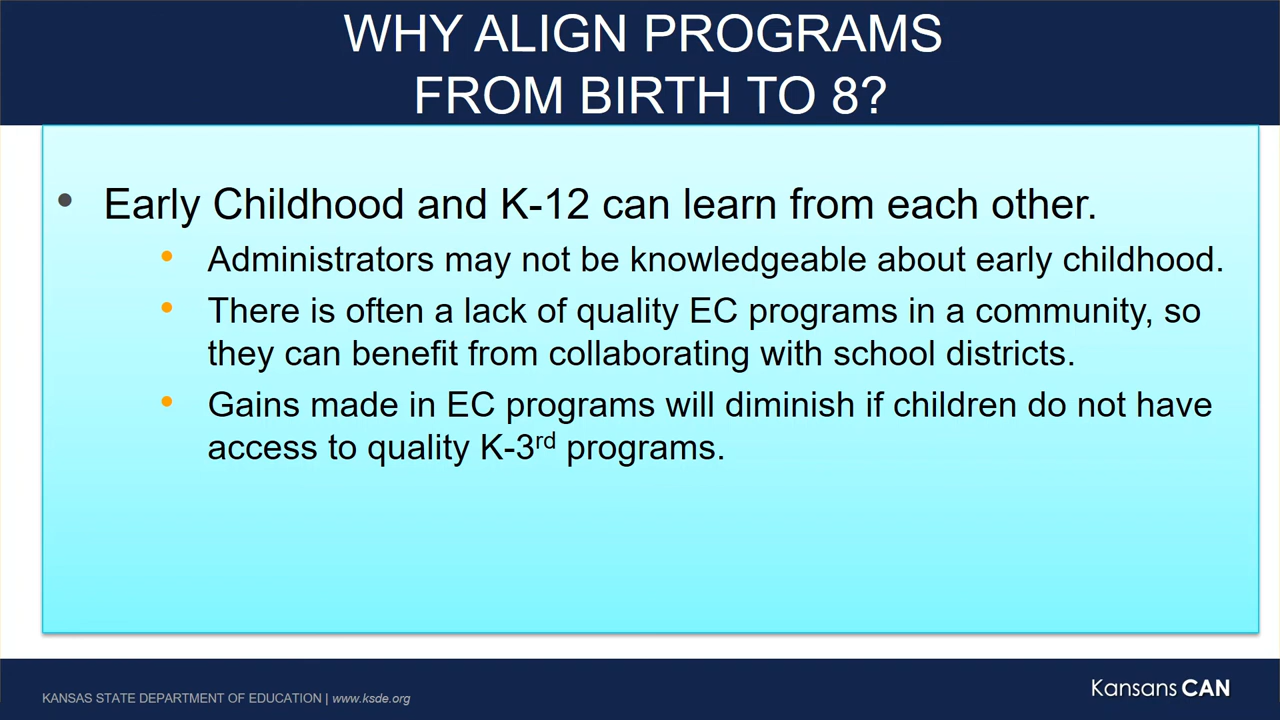 WHY ALIGN PROGRAMS
FROM BIRTH TO 8?
• Early Childhood and K-12 can learn from each other.
• Administrators may not be knowledgeable about early childhood.
• There is often a lack of quality EC programs in a community, so
they can benefit from collaborating with school districts.
• Gains made in EC programs will diminish if children do not have
access to quality K-3rd programs.
KANSAS STATE DEPARTMENT OF EDUCATION | www.ksde.org
KansansCAN